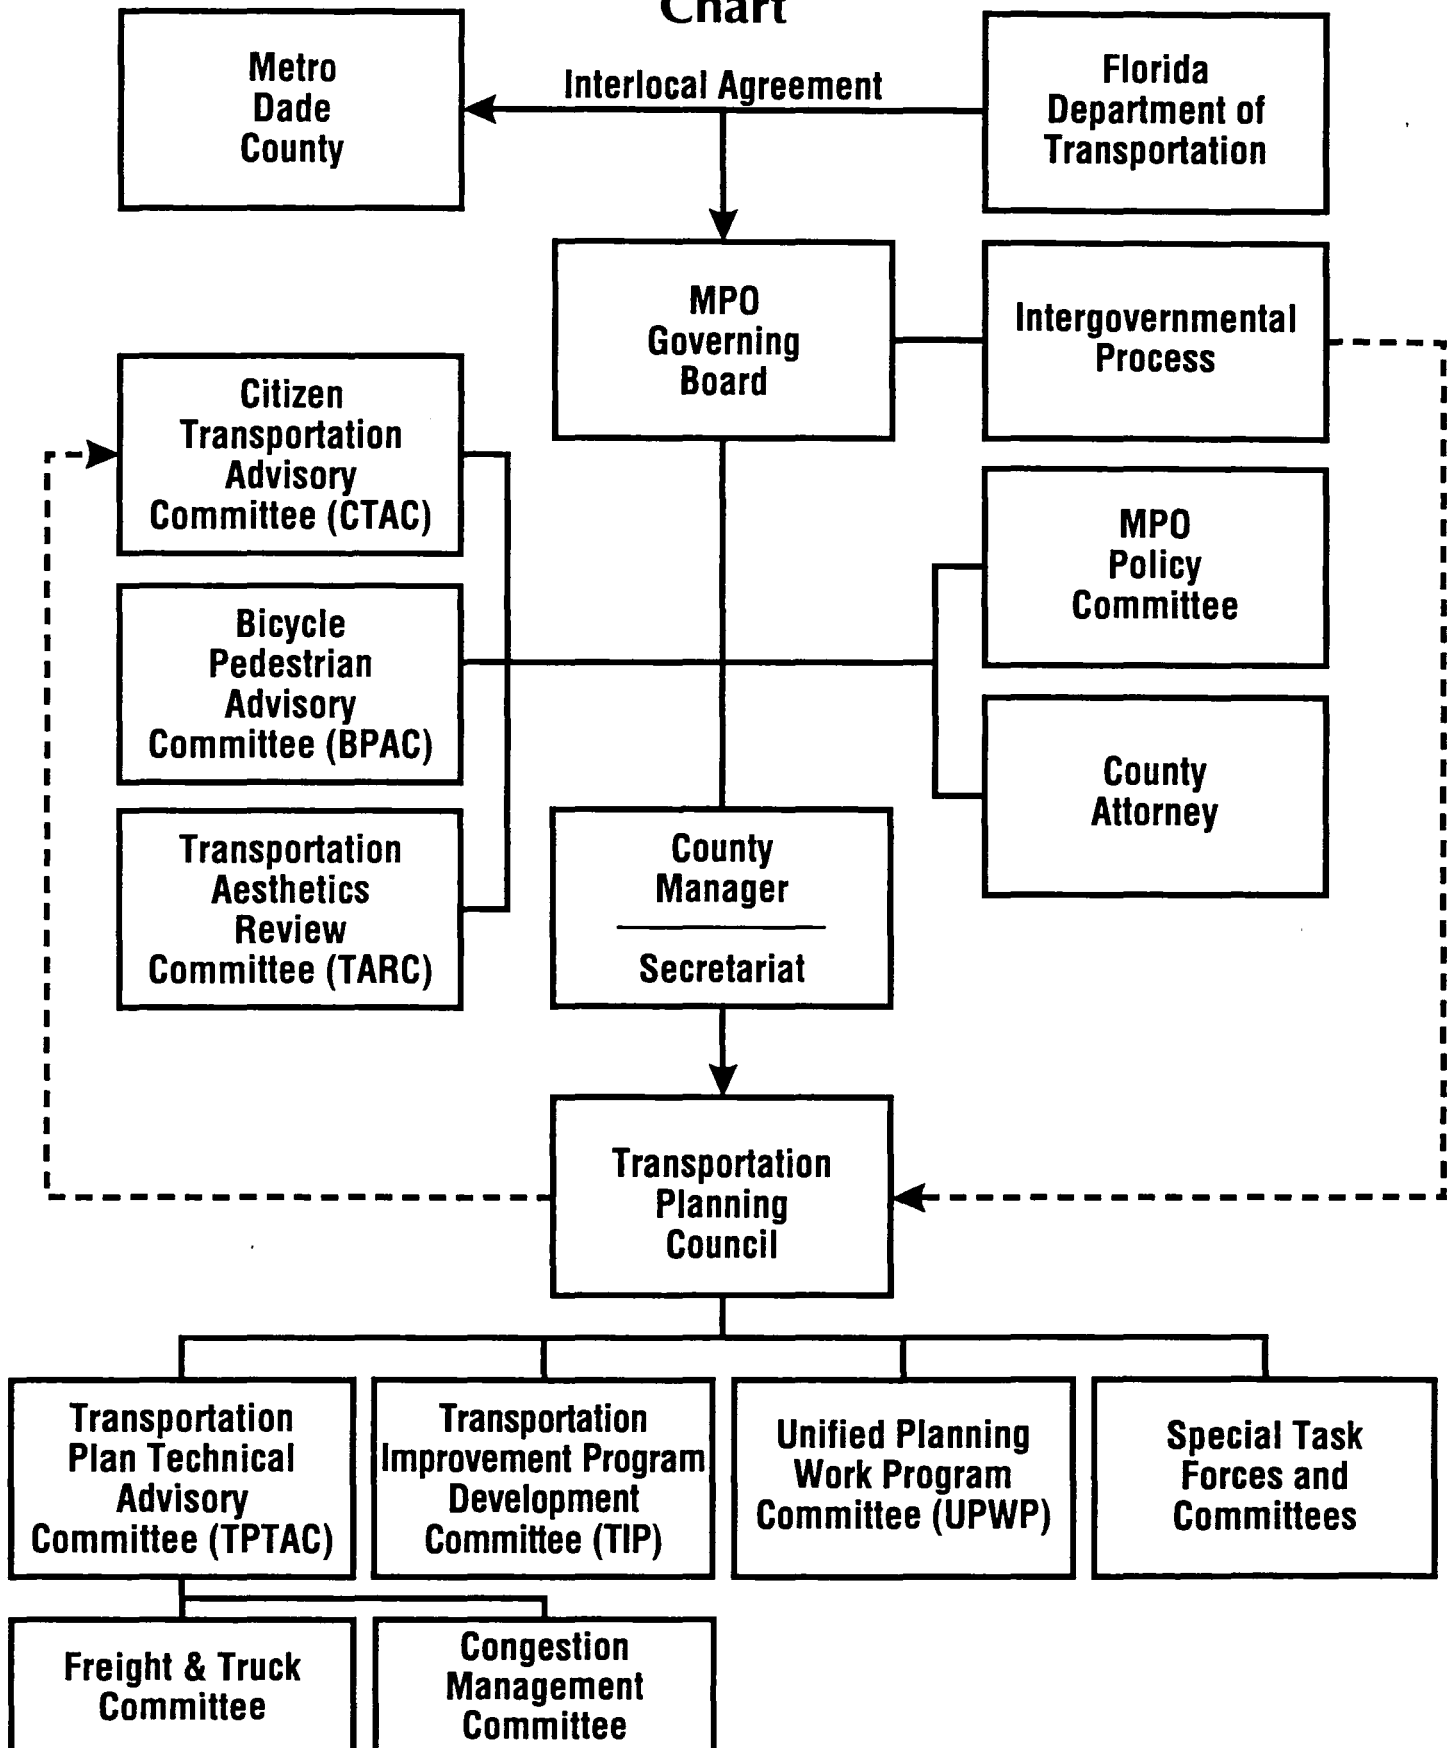 Chart
Metro
Dade
County
Interlocal Agreement
Florida
Department of
Transportation
MPO
Governing
Board
Intergovernmental
Process
Citizen
Transportation
Advisory
Committee (CTAC)
MPO
Policy
Committee
Bicycle
Pedestrian
Advisory
Committee (BPAC)
County
Attorney
Transportation
Aesthetics
Review
Committee (TARC)
County
Manager
Secretariat
Transportation
Planning
Council
Transportation
Plan Technical
Advisory
Committee (TPTAC)
Transportation
Improvement Program
Development
Committee (TIP)
Unified Planning
Work Program
Committee (UPWP)
Special Task
Forces and
Committees
Freight & Truck
Committee
Congestion
Management
Committee